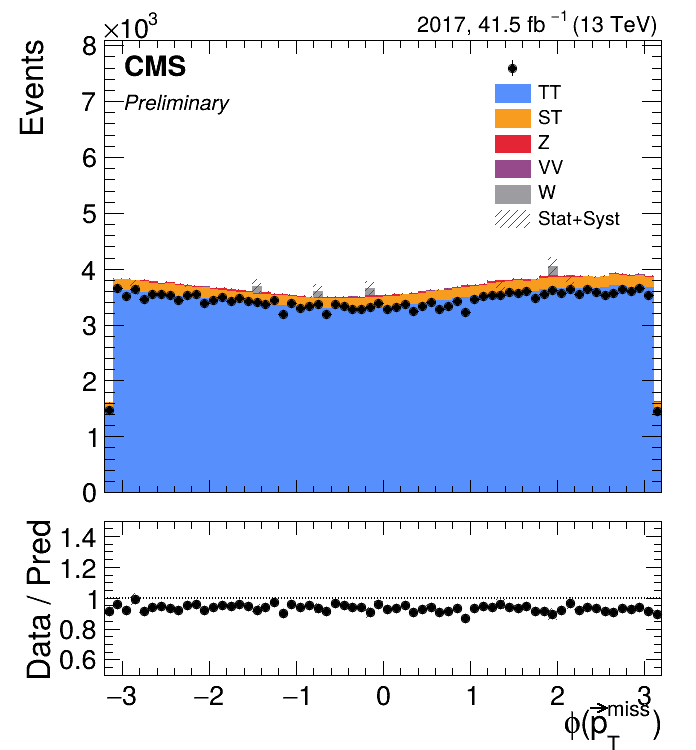 ×10³
2017, 41.5 fb⁻¹ (13 TeV)
CMS
Preliminary
Events
8
7
6
5
4
3
2
1
0
TT
ST
Z
VV
W
Stat+Syst
Data / Pred
1.4
1.2
1
0.8
0.6
−3 −2 −1 0 1 2 3
ϕ(p⃗_T^miss)